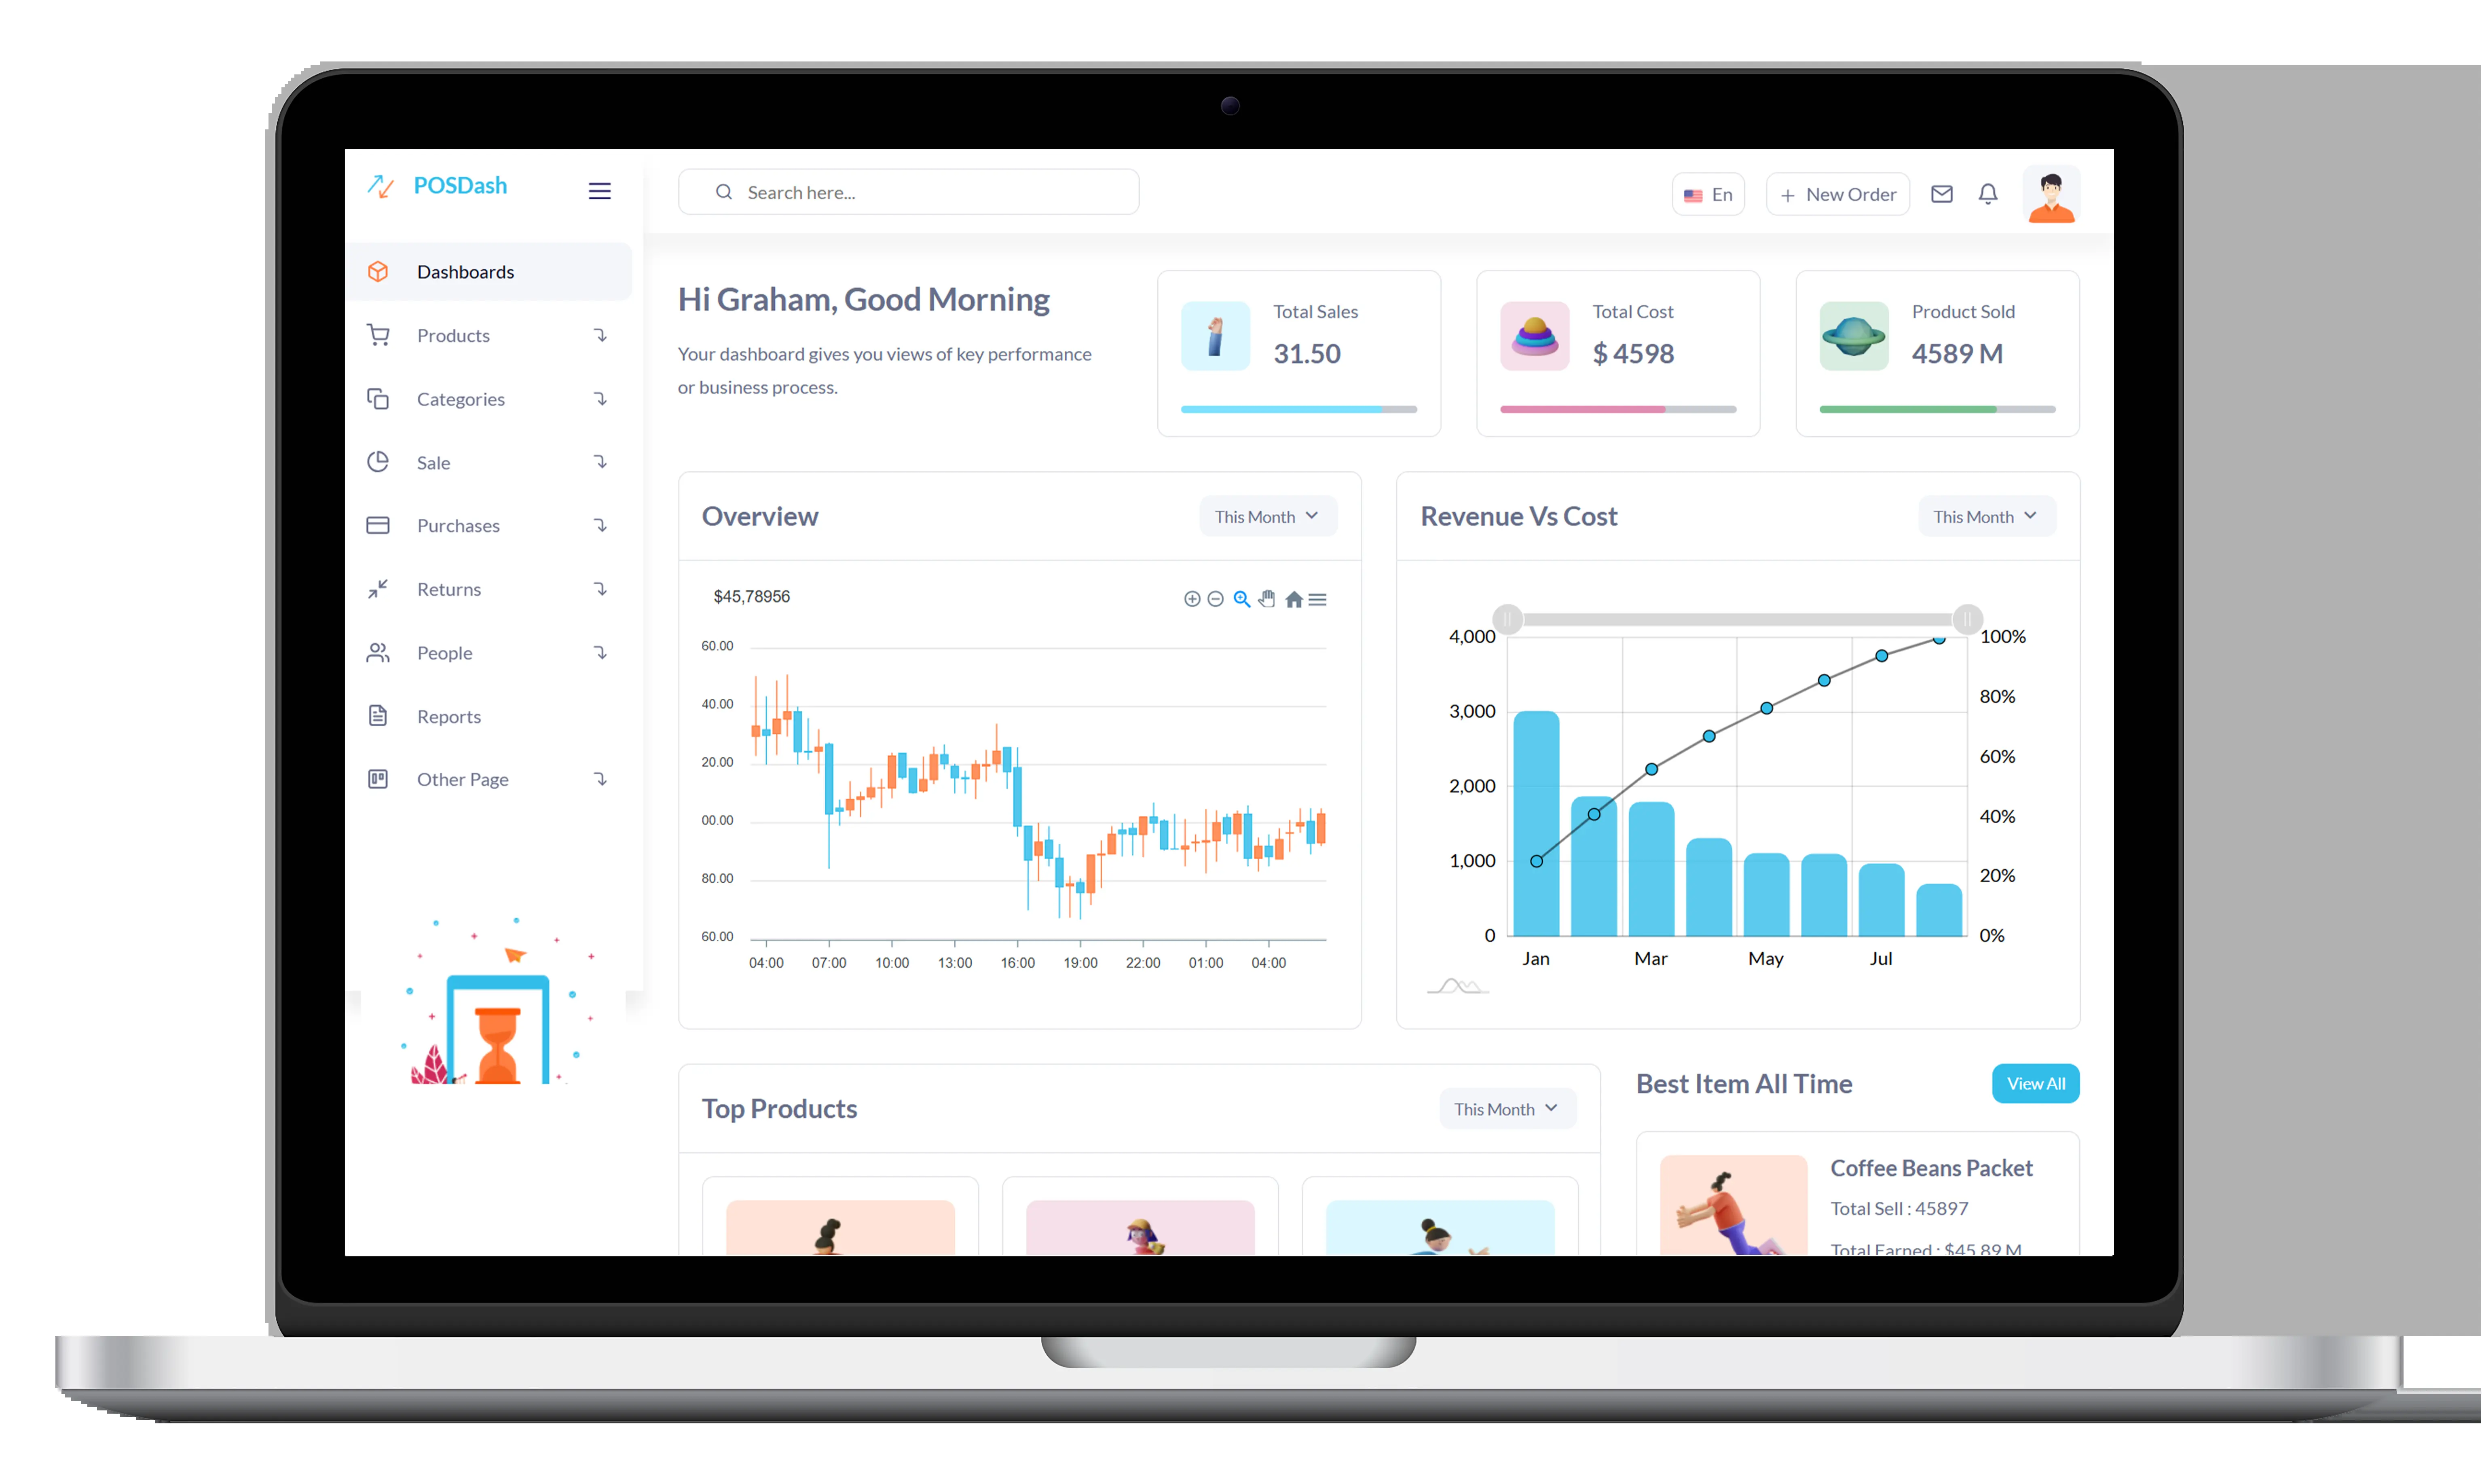 POSDash
Search here...
En
+ New Order
Dashboards
Products
Categories
Sale
Purchases
Returns
People
Reports
Other Page
Hi Graham, Good Morning
Your dashboard gives you views of key performance
or business process.
Total Sales
31.50
Total Cost
$ 4598
Product Sold
4589 M
Overview
This Month
$45,78956
60.00
40.00
20.00
00.00
80.00
60.00
04:00 07:00 10:00 13:00 16:00 19:00 22:00 01:00 04:00
Revenue Vs Cost
This Month
4,000
3,000
2,000
1,000
0
100%
80%
60%
40%
20%
0%
Jan Mar May Jul
Top Products
This Month
Best Item All Time
View All
Coffee Beans Packet
Total Sell : 45897
Total Earned : $45.89 M